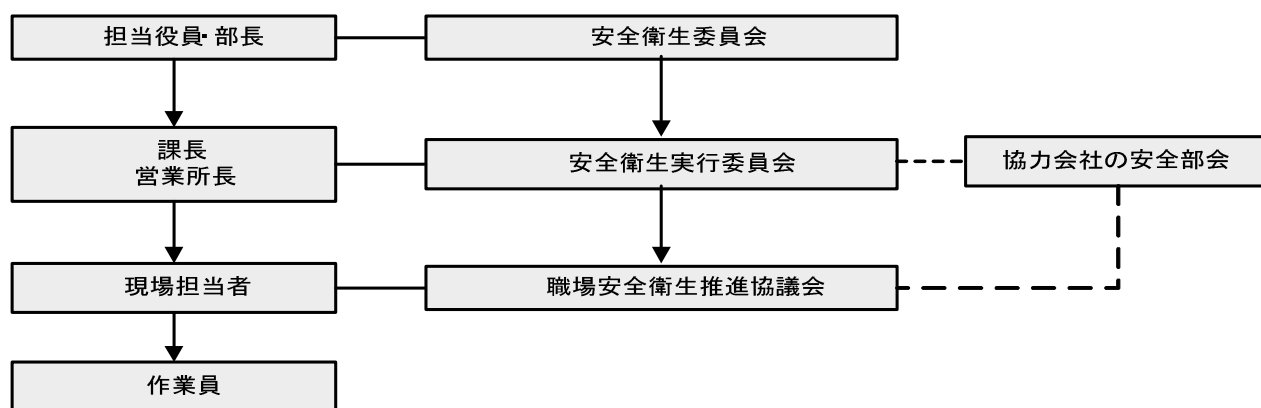 担当役員・部長
安全衛生委員会
課長
営業所長
安全衛生実行委員会
協力会社の安全部会
現場担当者
職場安全衛生推進協議会
作業員